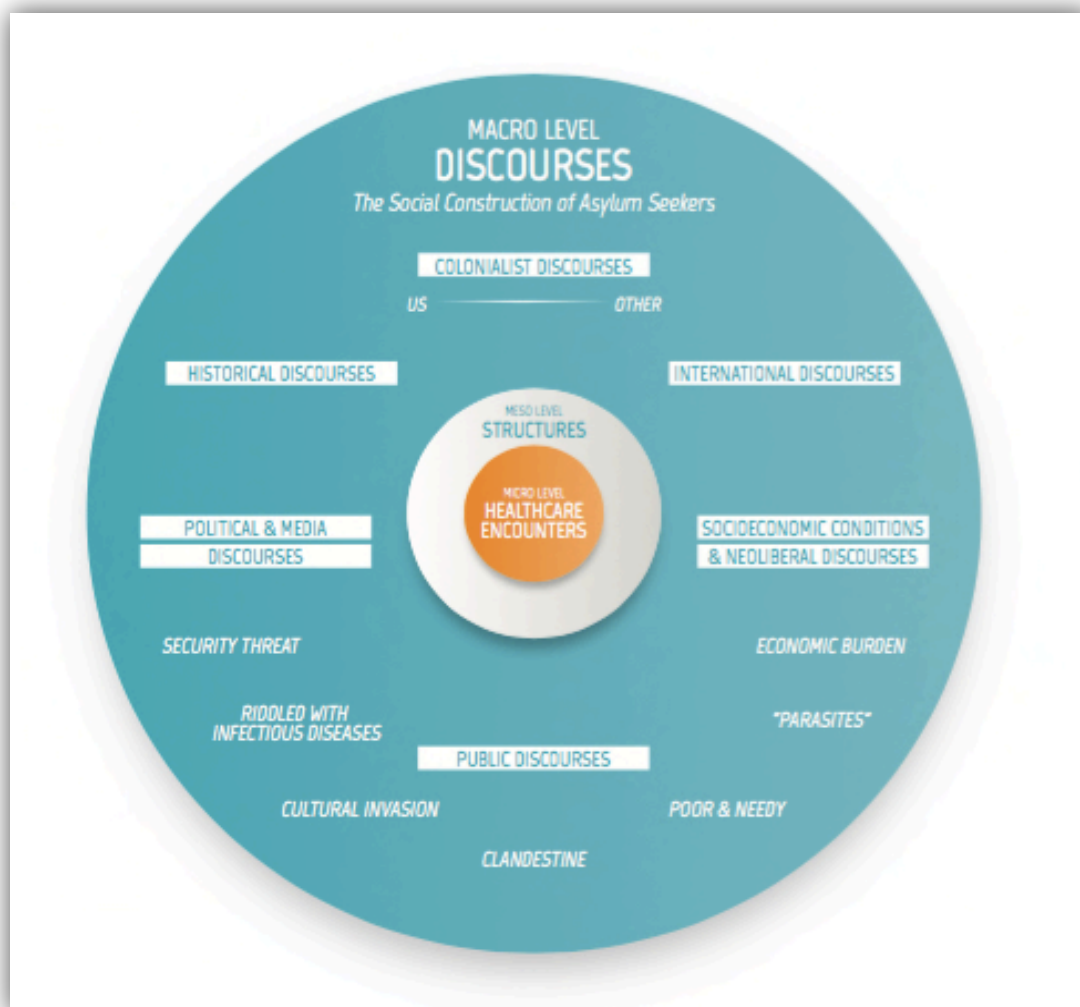 MACRO LEVEL
DISCOURSES
The Social Construction of Asylum Seekers
COLONIALIST DISCOURSES
US OTHER
HISTORICAL DISCOURSES
INTERNATIONAL DISCOURSES
MESO LEVEL
STRUCTURES
MICRO LEVEL
HEALTHCARE
ENCOUNTERS
POLITICAL & MEDIA
DISCOURSES
SOCIOECONOMIC CONDITIONS
& NEOLIBERAL DISCOURSES
SECURITY THREAT
ECONOMIC BURDEN
RIDDLED WITH
INFECTIOUS DISEASES
"PARASITES"
PUBLIC DISCOURSES
CULTURAL INVASION
POOR & NEEDY
CLANDESTINE